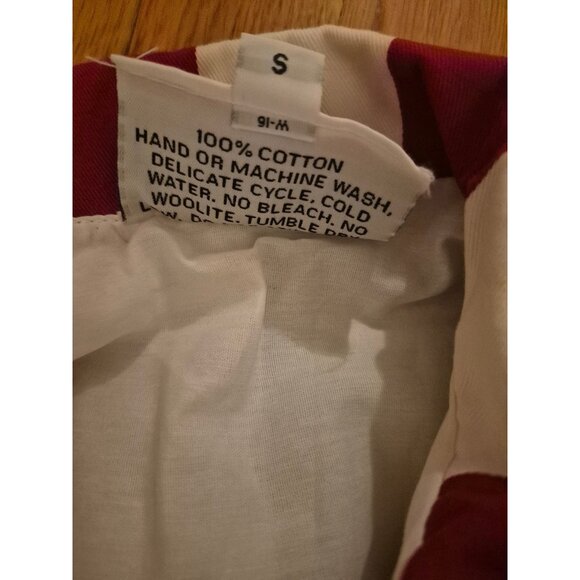 S
W-16
100% COTTON
HAND OR MACHINE WASH,
DELICATE CYCLE, COLD
WATER. NO BLEACH. NO
WOOLITE. TUMBLE DRY